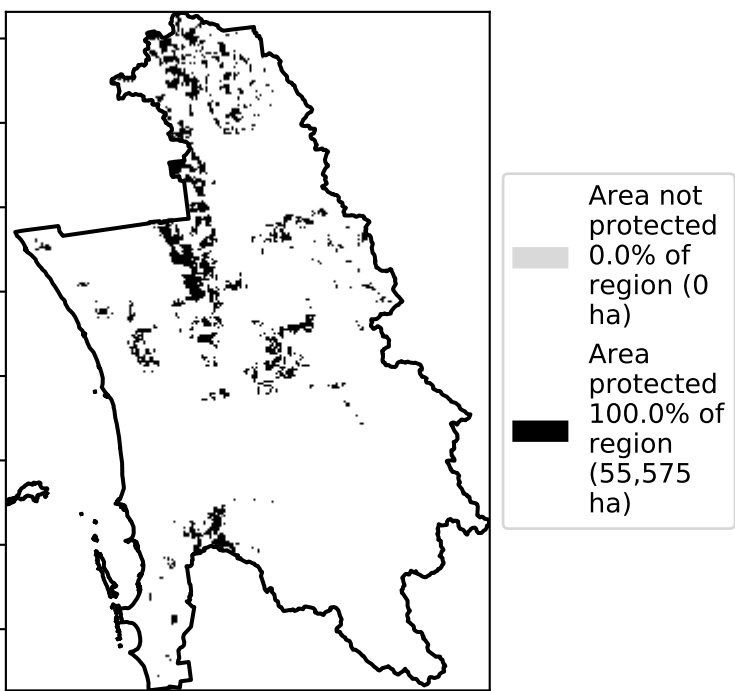 Area not
protected
0.0% of
region (0
ha)
Area
protected
100.0% of
region
(55,575
ha)